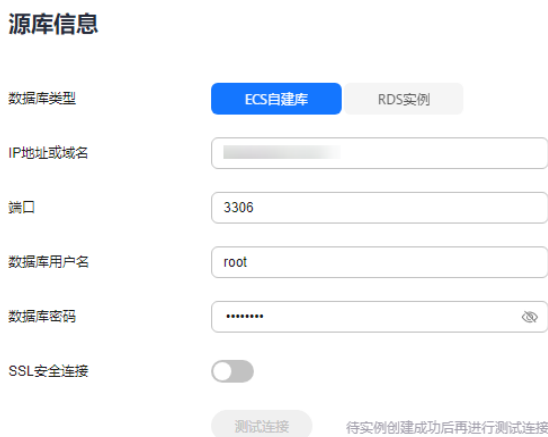 源库信息
数据库类型 ECS自建库 RDS实例
IP地址或域名
端口 3306
数据库用户名 root
数据库密码 ••••••••
SSL安全连接
测试连接 待实例创建成功后再进行测试连接